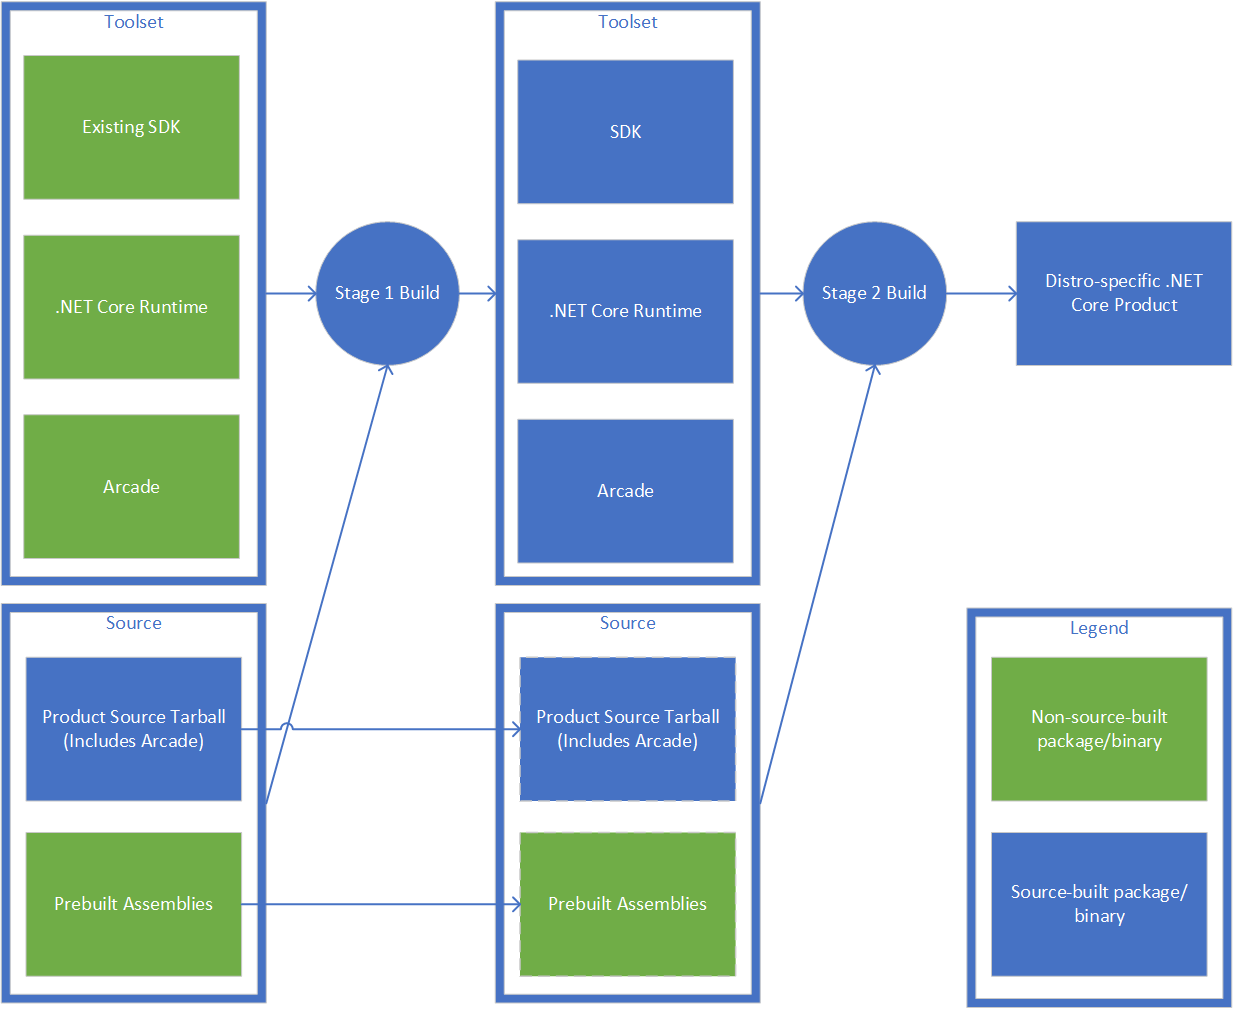 Toolset
Existing SDK
.NET Core Runtime
Arcade
Source
Product Source Tarball
(Includes Arcade)
Prebuilt Assemblies
Stage 1 Build
Toolset
SDK
.NET Core Runtime
Arcade
Source
Product Source Tarball
(Includes Arcade)
Prebuilt Assemblies
Stage 2 Build
Distro-specific .NET
Core Product
Legend
Non-source-built
package/binary
Source-built package/
binary